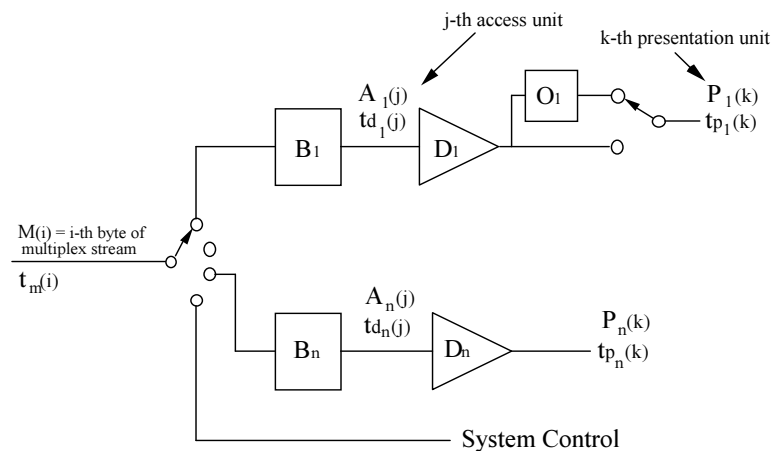 j-th access unit
k-th presentation unit
A1(j)
td1(j)
O1
P1(k)
tp1(k)
B1
D1
M(i) = i-th byte of
multiplex stream
tm(i)
An(j)
tdn(j)
Pn(k)
tpn(k)
Bn
Dn
System Control